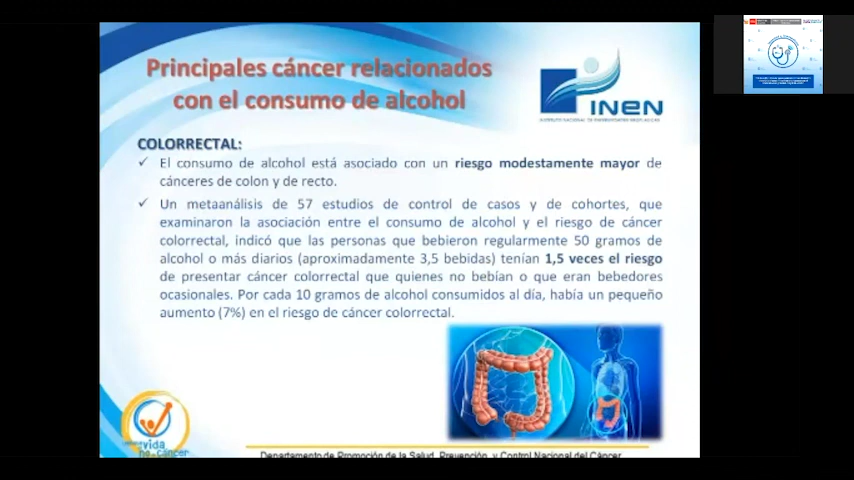 Principales cáncer relacionados
con el consumo de alcohol
INEN
COLORRECTAL:
✓ El consumo de alcohol está asociado con un riesgo modestamente mayor de
cánceres de colon y de recto.
✓ Un metaanálisis de 57 estudios de control de casos y de cohortes, que
examinaron la asociación entre el consumo de alcohol y el riesgo de cáncer
colorrectal, indicó que las personas que bebieron regularmente 50 gramos de
alcohol o más diarios (aproximadamente 3,5 bebidas) tenían 1,5 veces el riesgo
de presentar cáncer colorrectal que quienes no bebían o que eran bebedores
ocasionales. Por cada 10 gramos de alcohol consumidos al día, había un pequeño
aumento (7%) en el riesgo de cáncer colorrectal.
vida
no cáncer
Departamento de Promoción de la Salud, Prevención y Control Nacional del Cáncer